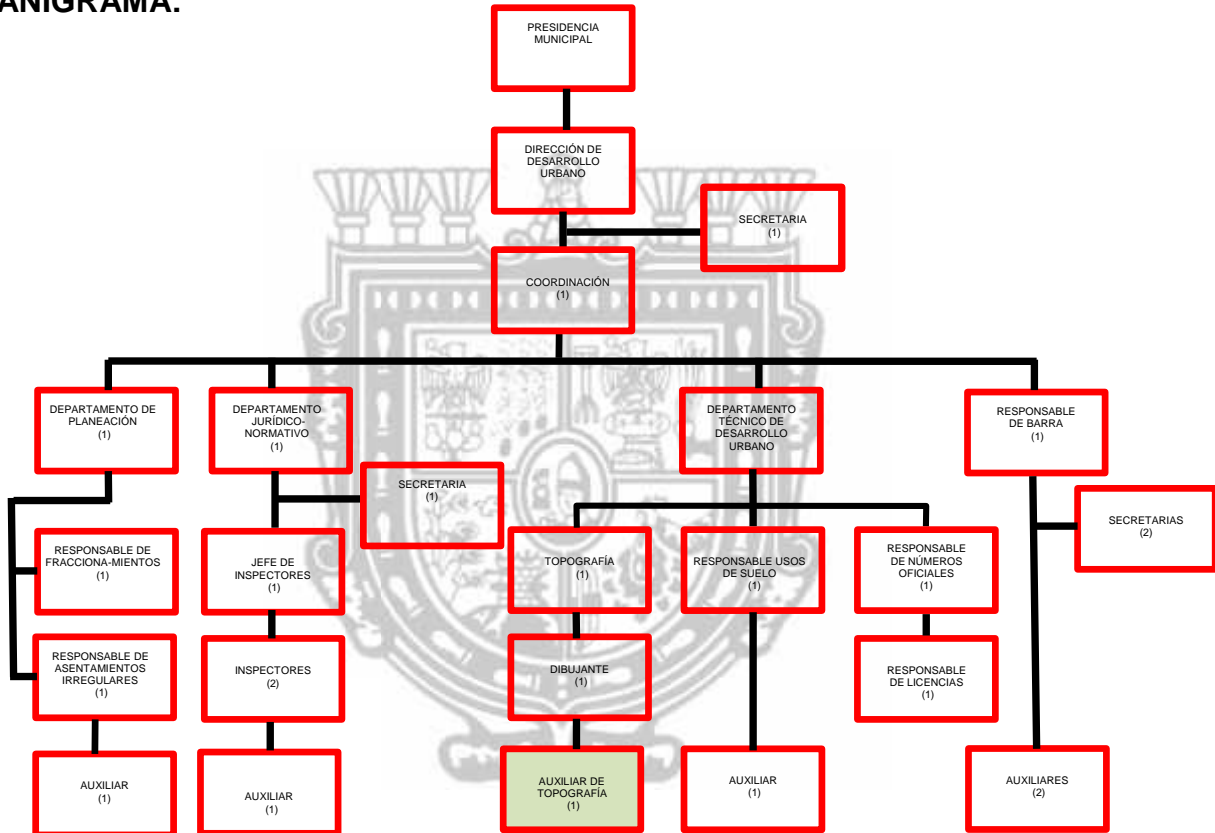 ANIGRAMA.
PRESIDENCIA
MUNICIPAL
DIRECCIÓN DE
DESARROLLO
URBANO
SECRETARIA
(1)
COORDINACIÓN
(1)
DEPARTAMENTO DE
PLANEACIÓN
(1)
DEPARTAMENTO
JURÍDICO-
NORMATIVO
(1)
DEPARTAMENTO
TÉCNICO DE
DESARROLLO
URBANO
RESPONSABLE
DE BARRA
(1)
SECRETARIA
(1)
SECRETARIAS
(2)
RESPONSABLE DE
FRACCIONA-MIENTOS
(1)
JEFE DE
INSPECTORES
(1)
TOPOGRAFÍA
(1)
RESPONSABLE USOS
DE SUELO
(1)
RESPONSABLE
DE NÚMEROS
OFICIALES
(1)
RESPONSABLE DE
ASENTAMIENTOS
IRREGULARES
(1)
INSPECTORES
(2)
DIBUJANTE
(1)
RESPONSABLE
DE LICENCIAS
(1)
AUXILIAR
(1)
AUXILIAR
(1)
AUXILIAR DE
TOPOGRAFÍA
(1)
AUXILIAR
(1)
AUXILIARES
(2)